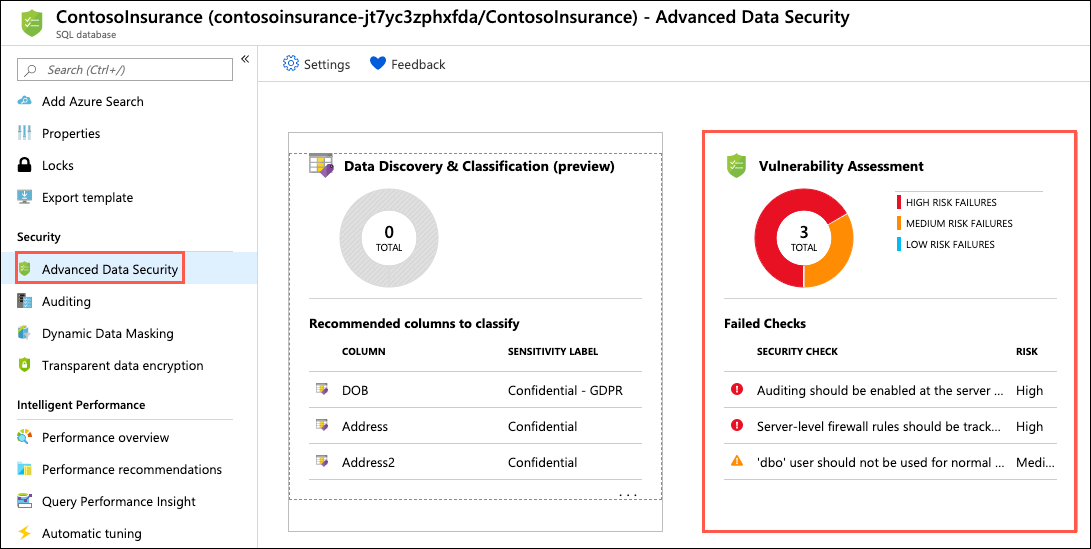 ContosoInsurance (contosoinsurance-jt7yc3zphxfda/ContosoInsurance) - Advanced Data Security
SQL database
Search (Ctrl+/)
«
Add Azure Search
Properties
Locks
Export template
Security
Advanced Data Security
Auditing
Dynamic Data Masking
Transparent data encryption
Intelligent Performance
Performance overview
Performance recommendations
Query Performance Insight
Automatic tuning
Settings
Feedback
Data Discovery & Classification (preview)
0
TOTAL
Recommended columns to classify
COLUMN SENSITIVITY LABEL
DOB Confidential - GDPR
Address Confidential
Address2 Confidential
...
Vulnerability Assessment
3
TOTAL
HIGH RISK FAILURES
MEDIUM RISK FAILURES
LOW RISK FAILURES
Failed Checks
SECURITY CHECK RISK
Auditing should be enabled at the server ... High
Server-level firewall rules should be track... High
'dbo' user should not be used for normal ... Medi...